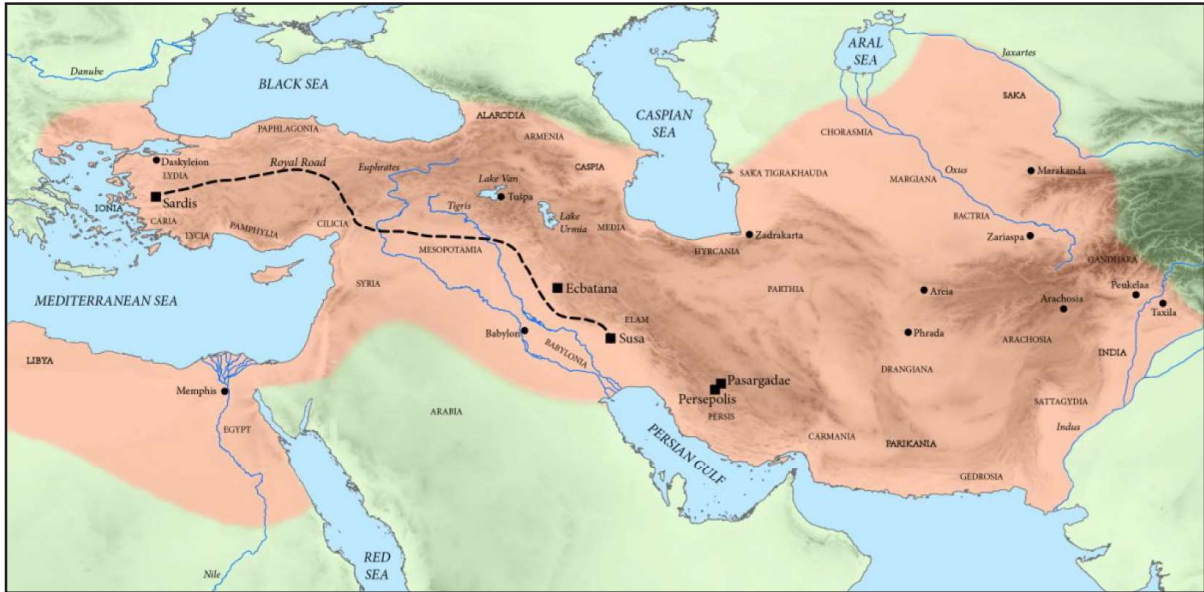 Danube
BLACK SEA
ARAL
SEA
Jaxartes
SAKA
CASPIAN
SEA
ALARODIA
ARMENIA
PAPHLAGONIA
CHORASMIA
Daskyleion
LYDIA
Royal Road
Euphrates
CASPIA
SAKA TIGRAKHAUDA
MARGIANA
Oxus
Marakanda
Lake Van
Tušpa
Sardis
IONIA
CARIA
LYCIA
PAMPHYLIA
CILICIA
Tigris
Lake
Urmia
MEDIA
BACTRIA
Zadrakarta
Zariaspa
HYRCANIA
MESOPOTAMIA
GANDHARA
SYRIA
Ecbatana
PARTHIA
Areia
Peukelaa
Arachosia
Taxila
MEDITERRANEAN SEA
ELAM
Babylon
Susa
Phrada
ARACHOSIA
BABYLONIA
INDIA
LIBYA
DRANGIANA
Memphis
Pasargadae
Persepolis
PERSIS
SATTAGYDIA
ARABIA
EGYPT
PERSIAN GULF
CARMANIA
PARIKANIA
Indus
GEDROSIA
RED
SEA
Nile